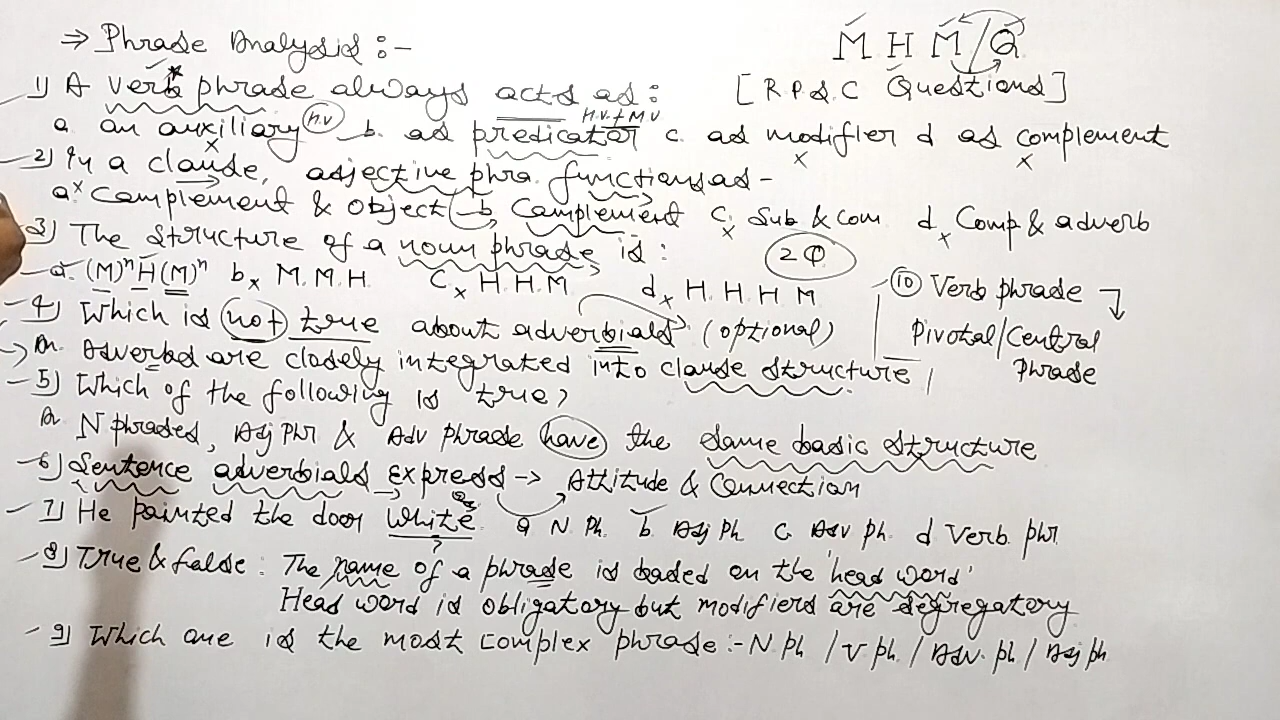 ⇒ Phrase Analysis :-
M H M/Q
[R.P.S.C Questions]
1) A verb phrase always acts as :
a. an auxiliary (h.v) b. as predicator c. as modifier d as complement
H.V. + M V
2) In a clause, adjective phra. functions as -
a× Complement & Object b. Complement c. Sub & com d. Comp & adverb
3) The structure of a noun phrase is :
2Q
a. (M)ⁿ H (M)ⁿ b× M. M. H c× H. H. M d× H. H. H M
4) Which is not true about adverbials (optional)
An. Adverbs are closely integrated into clause structure
5) Which of the following is true?
An N phrases, Adj Phr & Adv phrase have the same basic structure
6) Sentence adverbials express → Attitude & Connection
7) He painted the door white a N. Ph. b Adj Ph c. Adv ph. d Verb phr
8) True & false : The name of a phrase is based on the 'head word'
Head word is obligatory but modifiers are segregatory
9) Which one is the most complex phrase :- N. ph / V. ph. / Adv. ph / Adj ph
10 Verb phrase
Pivotal/Central
Phrase